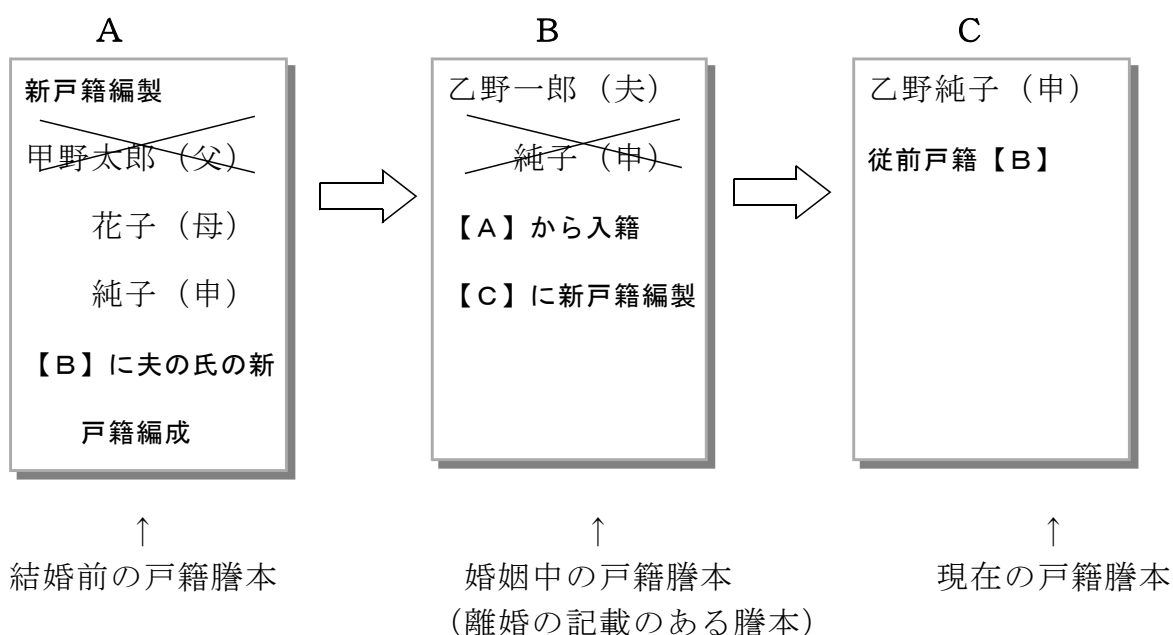 A
新戸籍編製
甲野太郎（父）
花子（母）
純子（申）
【B】に夫の氏の新
戸籍編成
↑
結婚前の戸籍謄本
B
乙野一郎（夫）
純子（申）
【A】から入籍
【C】に新戸籍編製
↑
婚姻中の戸籍謄本
（離婚の記載のある謄本）
C
乙野純子（申）
従前戸籍【B】
↑
現在の戸籍謄本